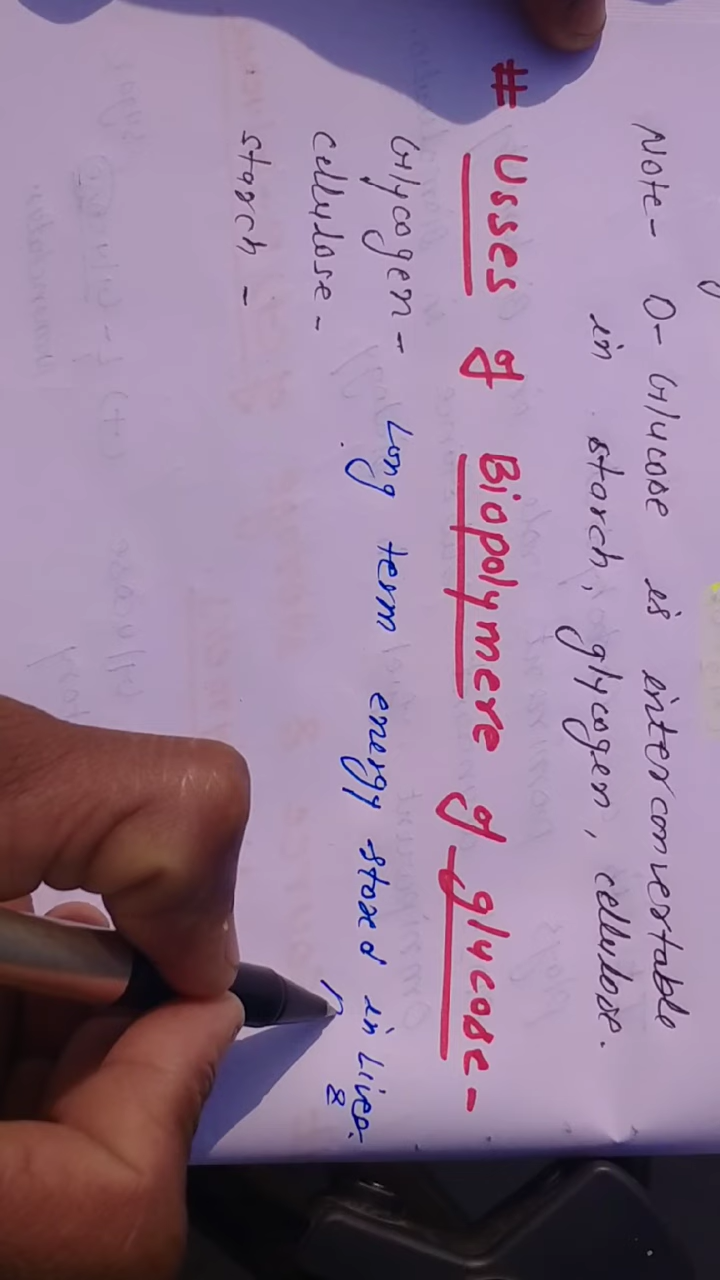 Note- D-Glucose is interconvertable
in starch, glycogen, cellulose.
# Usses of Biopolymere of glucose-
Glycogen- Long term energy stored in Liver.
&
cellulose-
starch -